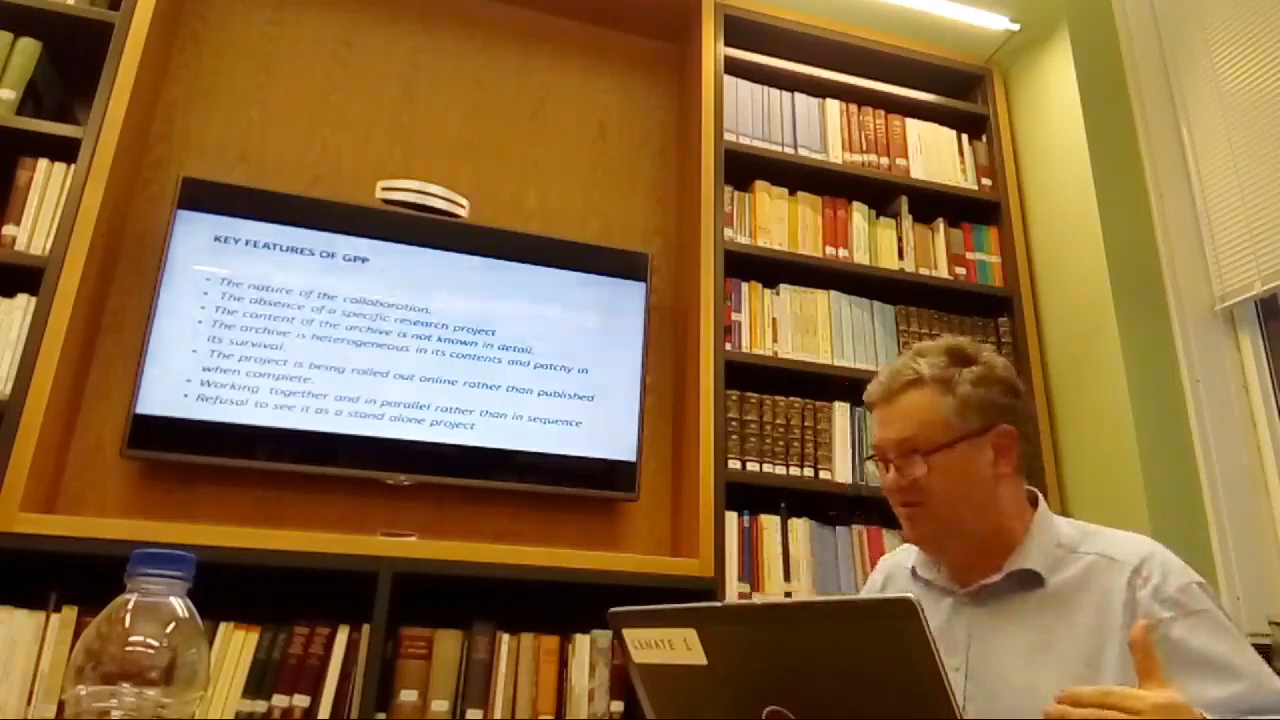 KEY FEATURES OF GPP
• The nature of the collaboration.
• The absence of a specific research project
• The content of the archive is not known in detail.
• The archive is heterogeneous in its contents and patchy in
its survival.
• The project is being rolled out online rather than published
when complete.
• Working together and in parallel rather than in sequence
• Refusal to see it as a stand alone project
SENATE 1